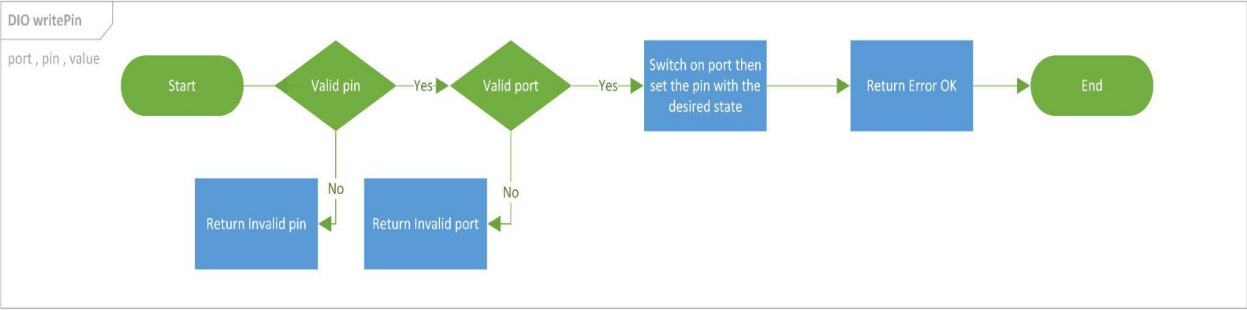 DIO writePin
port , pin , value
Start
Valid pin
Yes
Valid port
Yes
Switch on port then
set the pin with the
desired state
Return Error OK
End
No
No
Return Invalid pin
Return Invalid port